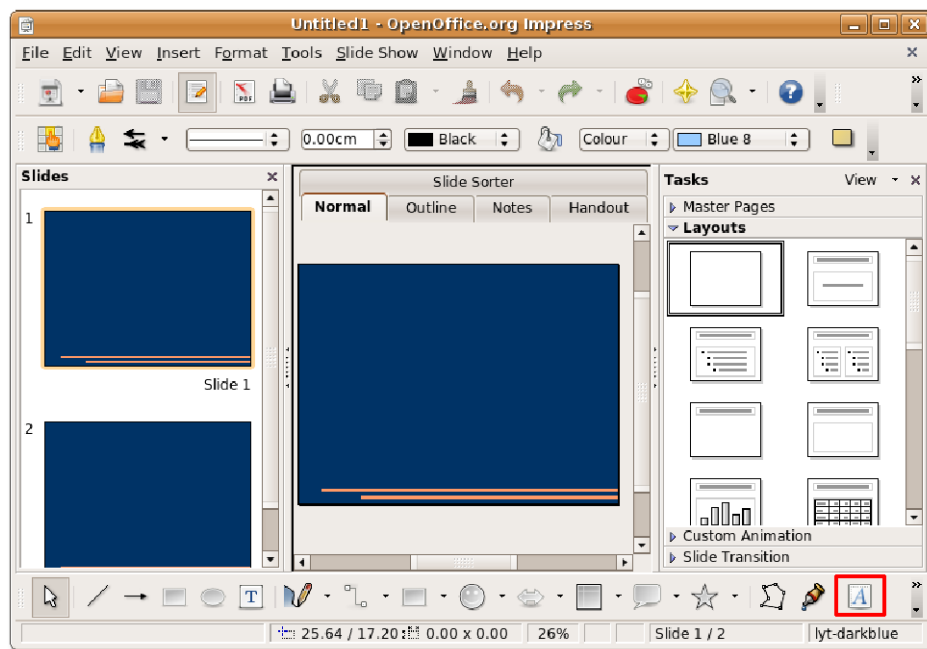 Untitled1 - OpenOffice.org Impress
File Edit View Insert Format Tools Slide Show Window Help
PDF
0.00cm Black Colour Blue 8
Slides
Slide Sorter
Tasks View
Normal Outline Notes Handout
Master Pages
Layouts
1
Slide 1
2
Custom Animation
Slide Transition
T
A
25.64 / 17.20 0.00 x 0.00 26% Slide 1 / 2 lyt-darkblue